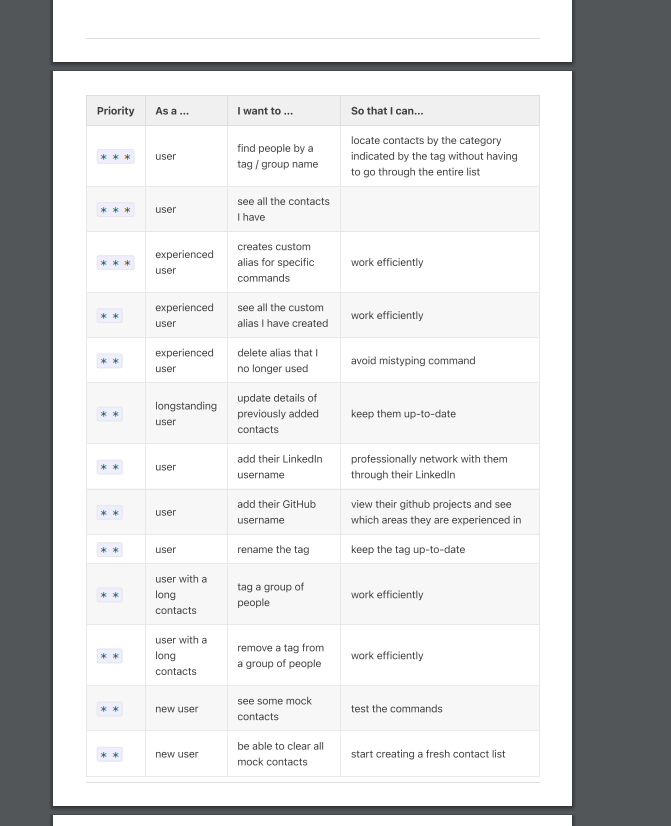 Priority As a ... I want to ... So that I can...
* * * user find people by a tag / group name locate contacts by the category indicated by the tag without having to go through the entire list
* * * user see all the contacts I have
* * * experienced user creates custom alias for specific commands work efficiently
* * experienced user see all the custom alias I have created work efficiently
* * experienced user delete alias that I no longer used avoid mistyping command
* * longstanding user update details of previously added contacts keep them up-to-date
* * user add their LinkedIn username professionally network with them through their LinkedIn
* * user add their GitHub username view their github projects and see which areas they are experienced in
* * user rename the tag keep the tag up-to-date
* * user with a long contacts tag a group of people work efficiently
* * user with a long contacts remove a tag from a group of people work efficiently
* * new user see some mock contacts test the commands
* * new user be able to clear all mock contacts start creating a fresh contact list